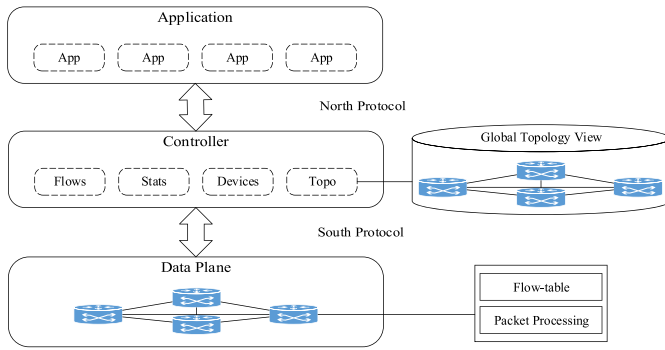 Application
App App App App
North Protocol
Controller
Global Topology View
Flows Stats Devices Topo
South Protocol
Data Plane
Flow-table
Packet Processing